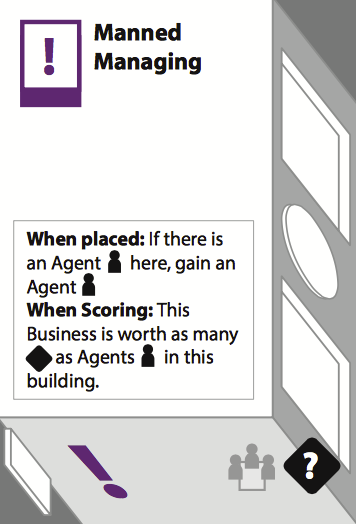 !
Manned
Managing
When placed: If there is
an Agent here, gain an
Agent
When Scoring: This
Business is worth as many
as Agents in this
building.
!
?